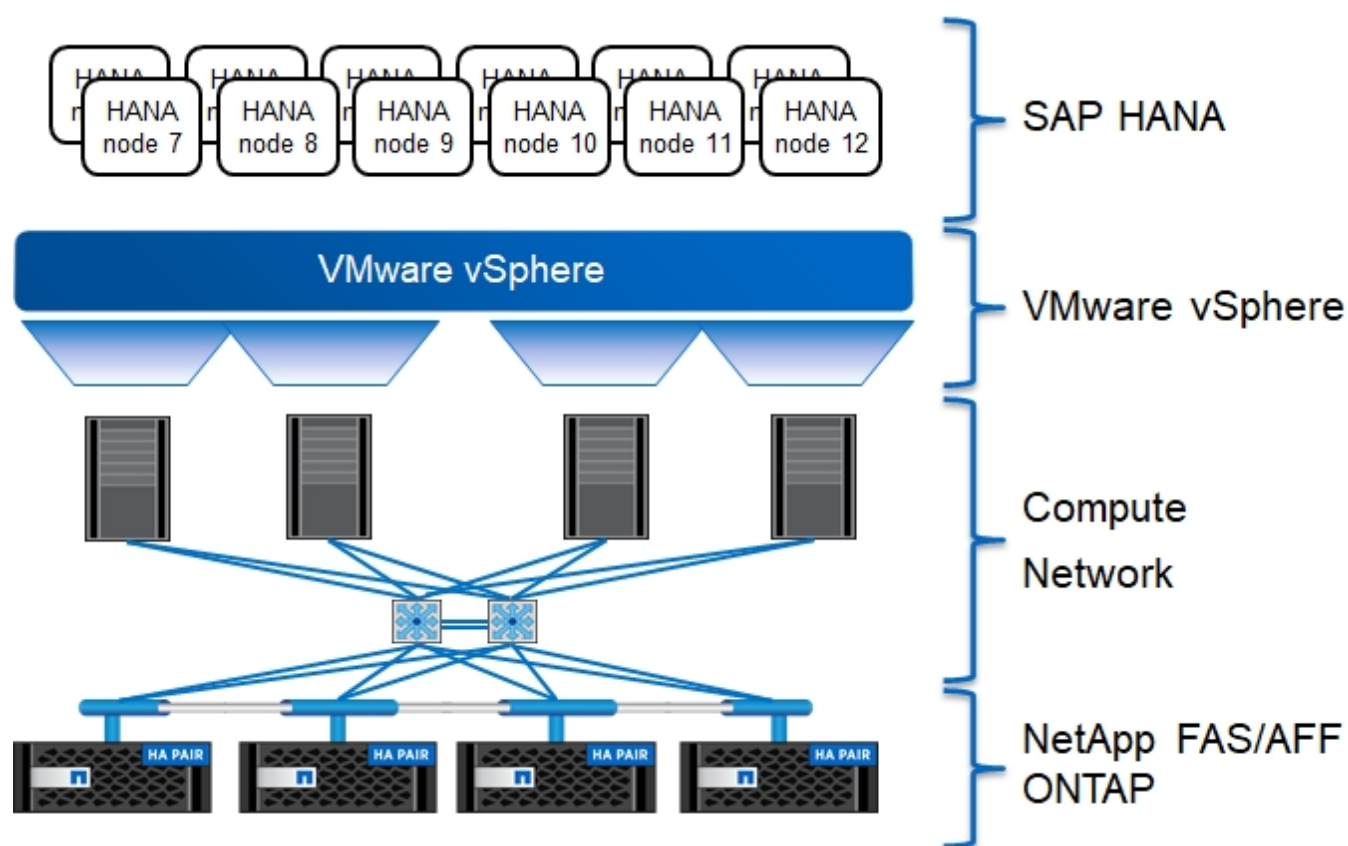 HANA
HANA
HANA
HANA
HANA
HANA
HANA
node 7
HANA
node 8
HANA
node 9
HANA
node 10
HANA
node 11
HANA
node 12
SAP HANA
VMware vSphere
VMware vSphere
Compute
Network
HA PAIR
HA PAIR
HA PAIR
HA PAIR
NetApp FAS/AFF
ONTAP